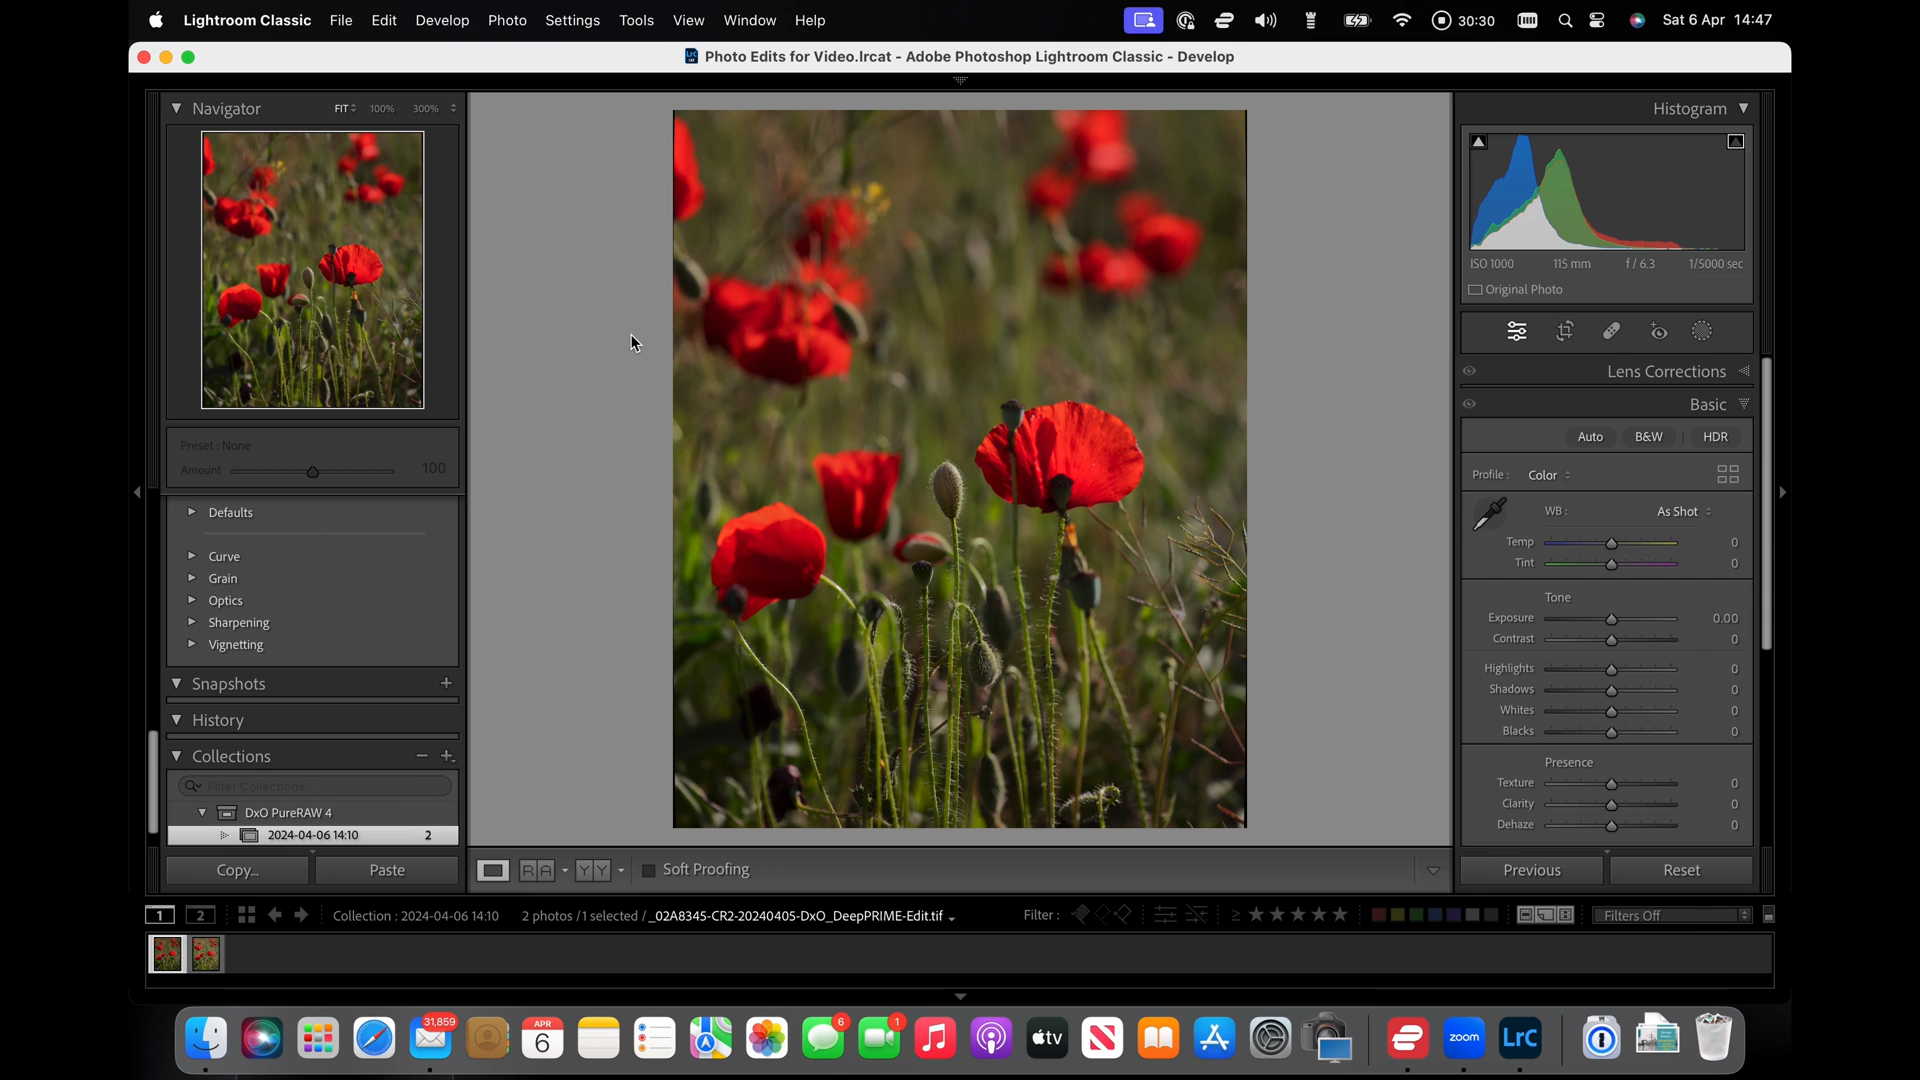 Lightroom Classic File Edit Develop Photo Settings Tools View Window Help 30:30 Sat 6 Apr 14:47
Photo Edits for Video.lrcat - Adobe Photoshop Lightroom Classic - Develop
Navigator FIT 100% 300%
Histogram
ISO 1000 115 mm f / 6.3 1/5000 sec
Original Photo
Lens Corrections
Basic
Auto B&W HDR
Profile : Color
WB : As Shot
Temp 0
Tint 0
Tone
Exposure 0.00
Contrast 0
Highlights 0
Shadows 0
Whites 0
Blacks 0
Presence
Texture 0
Clarity 0
Dehaze 0
Previous Reset
Preset : None
Amount 100
Defaults
Curve
Grain
Optics
Sharpening
Vignetting
Snapshots
History
Collections
Filter Collections
DxO PureRAW 4
2024-04-06 14:10 2
Copy... Paste
R A Y Y Soft Proofing
1 2 Collection : 2024-04-06 14:10 2 photos / 1 selected / _02A8345-CR2-20240405-DxO_DeepPRIME-Edit.tif Filter : Filters Off
31,859 APR 6 6 1 tv zoom LrC